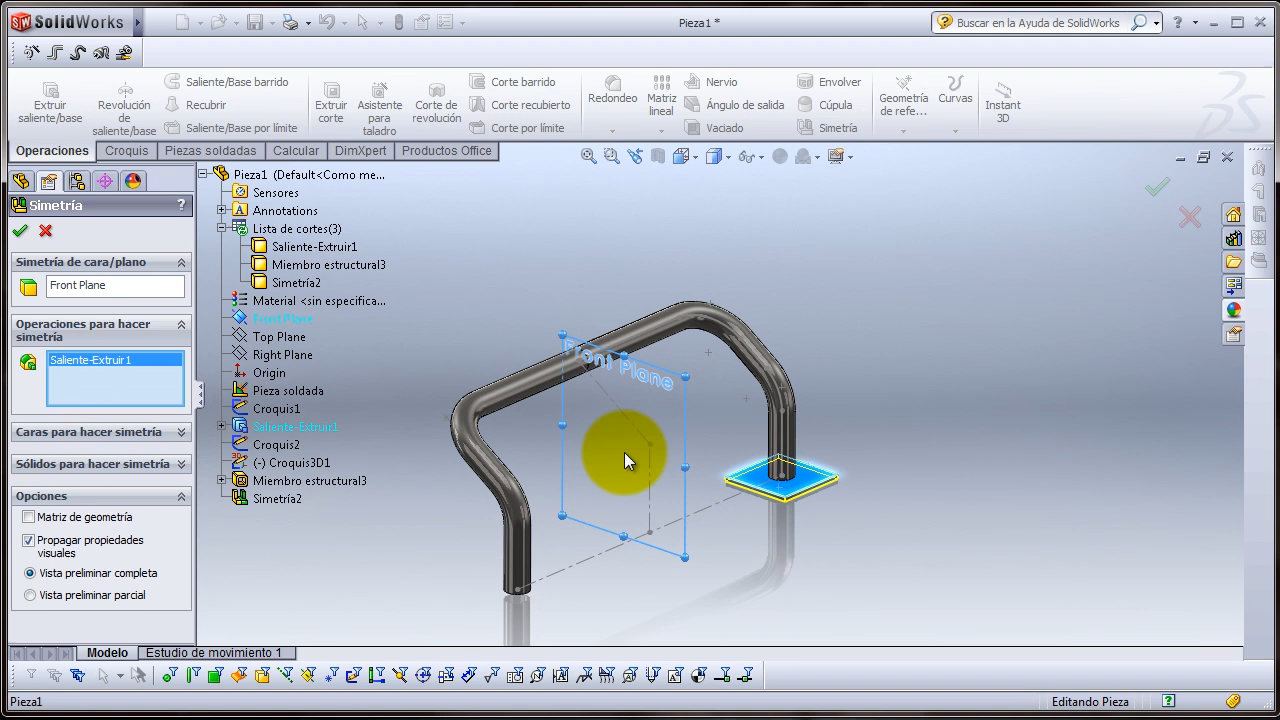 SolidWorks
Pieza1 *
Buscar en la Ayuda de SolidWorks
Extruir saliente/base
Revolución de saliente/base
Saliente/Base barrido
Recubrir
Saliente/Base por límite
Extruir corte
Asistente para taladro
Corte de revolución
Corte barrido
Corte recubierto
Corte por límite
Redondeo
Matriz lineal
Nervio
Ángulo de salida
Vaciado
Envolver
Cúpula
Simetría
Geometría de refe...
Curvas
Instant 3D
Operaciones
Croquis
Piezas soldadas
Calcular
DimXpert
Productos Office
Simetría
?
Simetría de cara/plano
Front Plane
Operaciones para hacer
simetría
Saliente-Extruir1
Caras para hacer simetría
Sólidos para hacer simetría
Opciones
Matriz de geometría
Propagar propiedades
visuales
Vista preliminar completa
Vista preliminar parcial
Pieza1 (Default<Como me...
Sensores
Annotations
Lista de cortes(3)
Saliente-Extruir1
Miembro estructural3
Simetría2
Material <sin especifica...
Front Plane
Top Plane
Right Plane
Origin
Pieza soldada
Croquis1
Saliente-Extruir1
Croquis2
(-) Croquis3D1
Miembro estructural3
Simetría2
Front Plane
Modelo
Estudio de movimiento 1
Pieza1
Editando Pieza